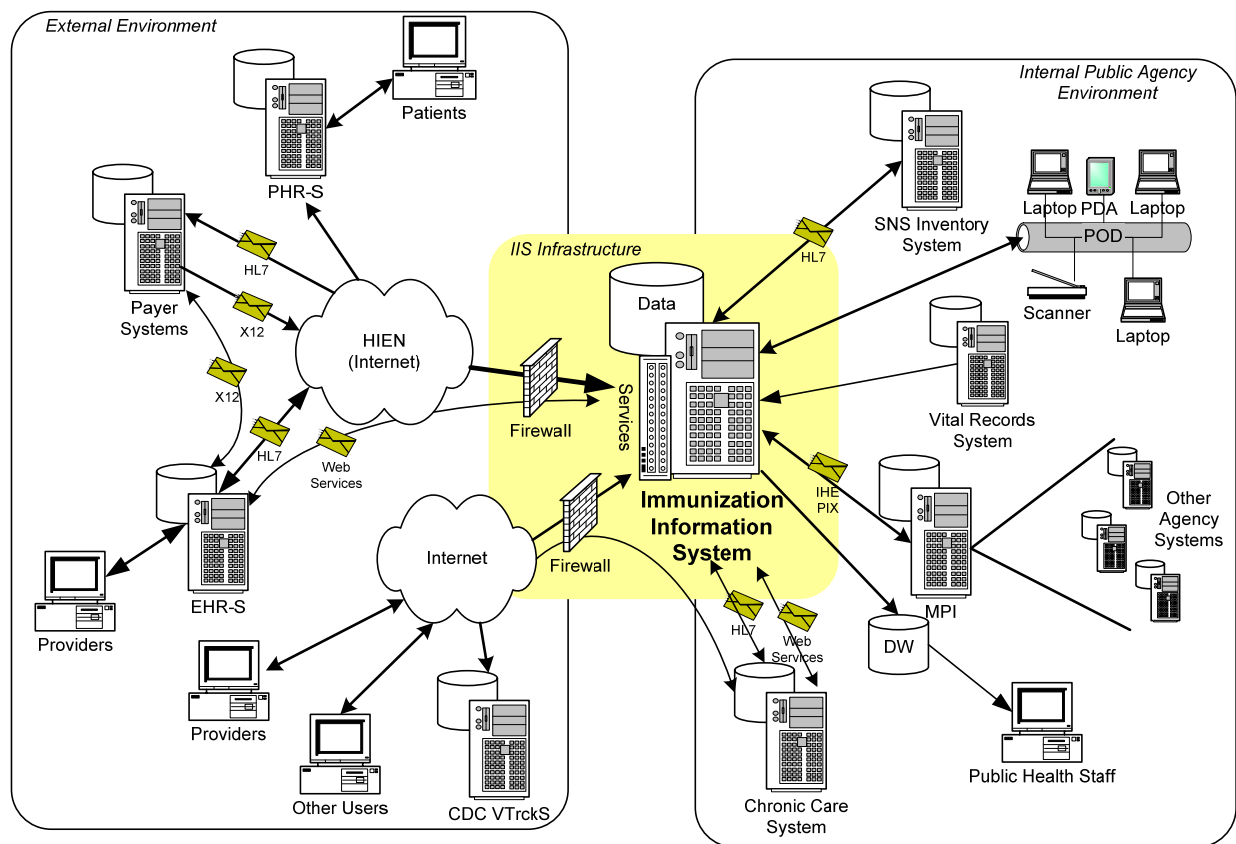 External Environment
Patients
PHR-S
HL7
X12
Payer
Systems
X12
HIEN
(Internet)
HL7
Web
Services
EHR-S
Providers
Providers
Other Users
Internet
CDC VTrckS
IIS Infrastructure
Data
Services
Firewall
Firewall
Immunization
Information
System
Internal Public Agency
Environment
SNS Inventory
System
HL7
Laptop
PDA
Laptop
POD
Scanner
Laptop
Vital Records
System
IHE
PIX
MPI
Other
Agency
Systems
DW
Public Health Staff
HL7
Web
Services
Chronic Care
System